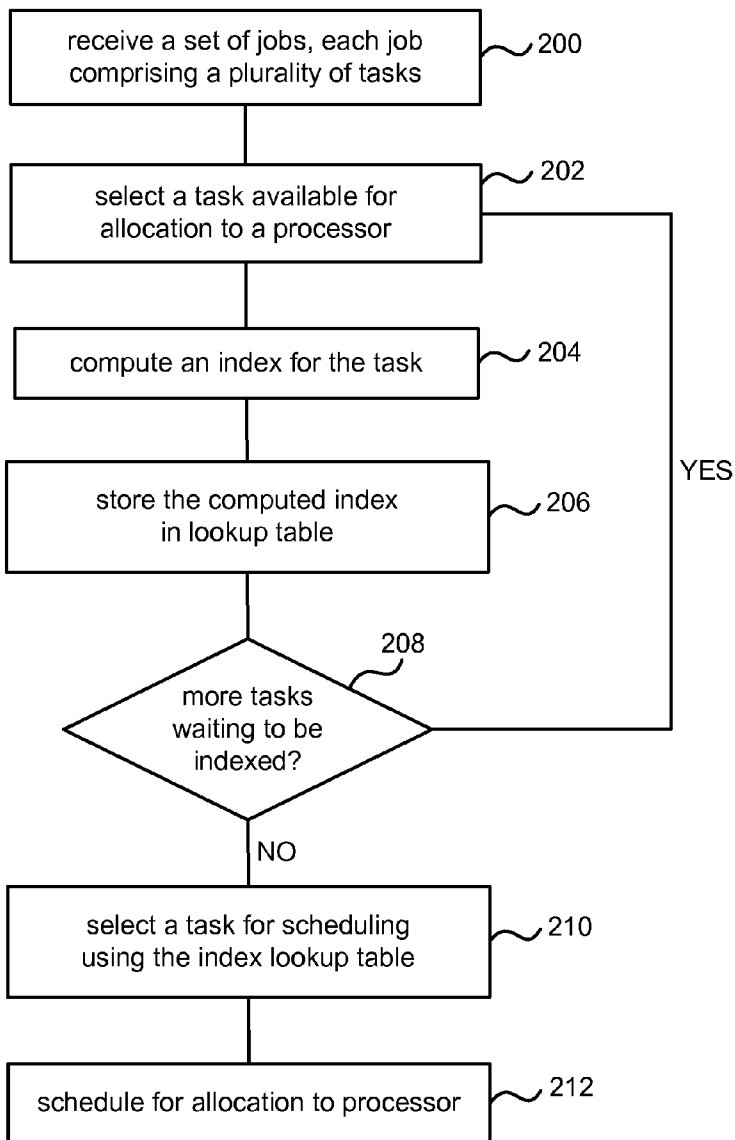 receive a set of jobs, each job
comprising a plurality of tasks
200
select a task available for
allocation to a processor
202
compute an index for the task
204
store the computed index
in lookup table
206
YES
208
more tasks
waiting to be
indexed?
NO
select a task for scheduling
using the index lookup table
210
schedule for allocation to processor
212